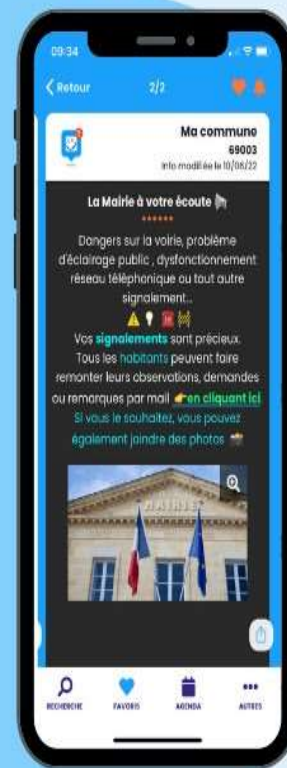 09:34
Retour
2/2
Ma commune
69003
Info modifiée le 10/06/22
La Mairie à votre écoute
Dangers sur la voirie, problème
d'éclairage public , dysfonctionnement
réseau téléphonique ou tout autre
signalement...
Vos signalements sont précieux.
Tous les habitants peuvent faire
remonter leurs observations, demandes
ou remarques par mail 👉en cliquant ici
Si vous le souhaitez, vous pouvez
également joindre des photos 📸
MAIRIE
RECHERCHE
FAVORIS
AGENDA
AUTRES